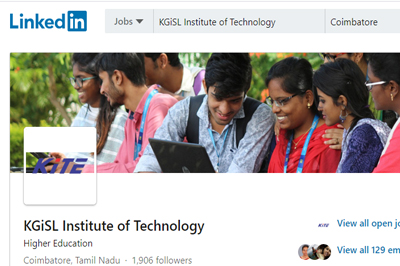 LinkedIn
Jobs KGiSL Institute of Technology Coimbatore
KiTE
KGiSL Institute of Technology
Higher Education
Coimbatore, Tamil Nadu · 1,906 followers
KiTE View all open jo
View all 129 em